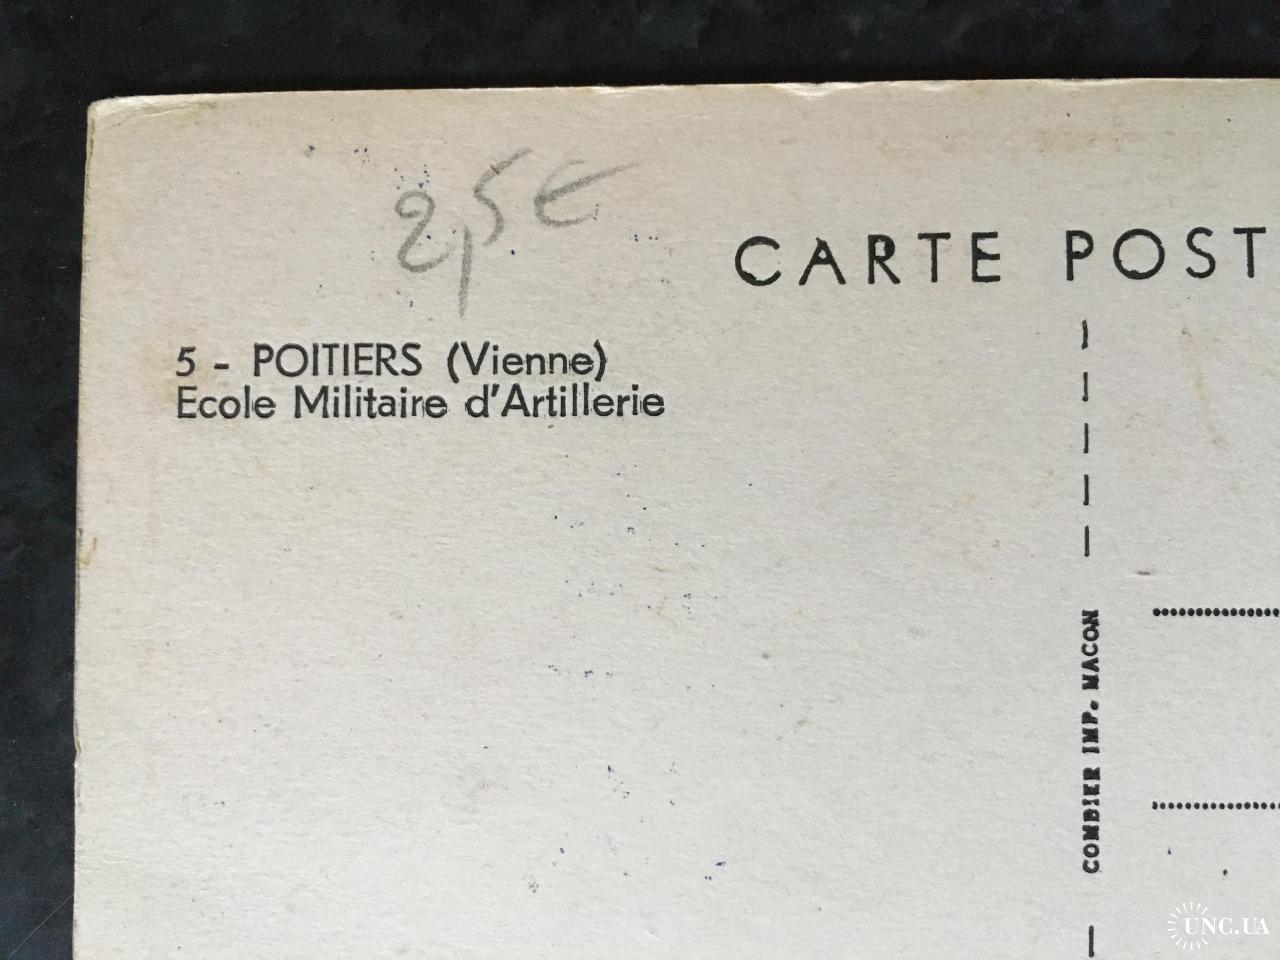 2,5€
CARTE POST
5 - POITIERS (Vienne)
Ecole Militaire d'Artillerie
COMBIER IMP. MACON
UNC.UA